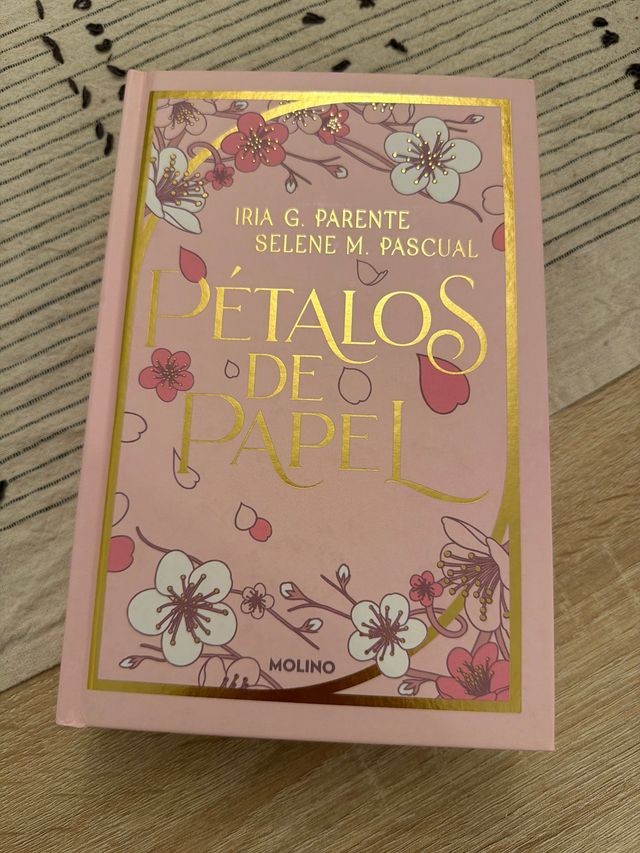 IRIA G. PARENTE
SELENE M. PASCUAL
PÉTALOS
DE
PAPEL
MOLINO